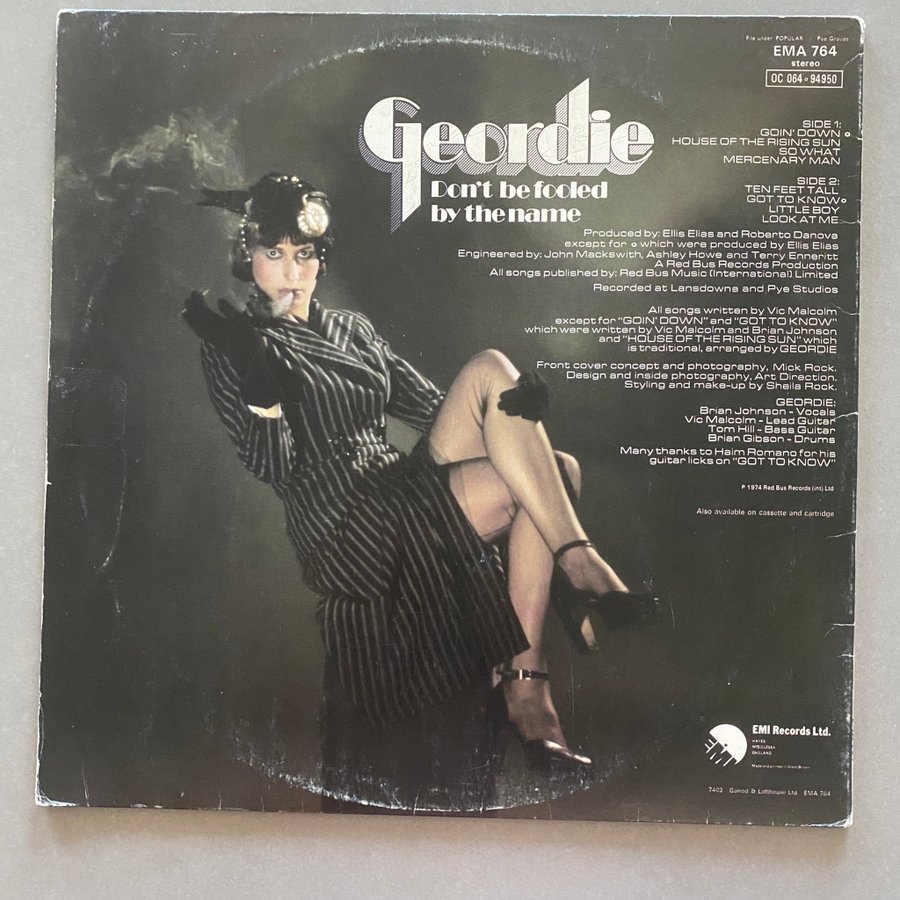 File under POPULAR : Pop Groups
EMA 764
stereo
OC 064 ∘ 94950
Geordie
Don't be fooled
by the name
SIDE 1:
GOIN' DOWN ∘
HOUSE OF THE RISING SUN
SO WHAT
MERCENARY MAN
SIDE 2:
TEN FEET TALL
GOT TO KNOW ∘
LITTLE BOY
LOOK AT ME
Produced by: Ellis Elias and Roberto Danova
except for ∘ which were produced by Ellis Elias
Engineered by: John Mackswith, Ashley Howe and Terry Enneritt
A Red Bus Records Production
All songs published by: Red Bus Music (International) Limited
Recorded at Lansdowne and Pye Studios
All songs written by Vic Malcolm
except for "GOIN' DOWN" and "GOT TO KNOW"
which were written by Vic Malcolm and Brian Johnson
and "HOUSE OF THE RISING SUN" which
is traditional, arranged by GEORDIE
Front cover concept and photography, Mick Rock.
Design and inside photography, Art Direction.
Styling and make-up by Sheila Rock.
GEORDIE:
Brian Johnson - Vocals
Vic Malcolm - Lead Guitar
Tom Hill - Bass Guitar
Brian Gibson - Drums
Many thanks to Haim Romano for his
guitar licks on "GOT TO KNOW"
P 1974 Red Bus Records (int) Ltd
Also available on cassette and cartridge
EMI
EMI Records Ltd.
HAYES
MIDDLESEX
ENGLAND
Made and printed in Great Britain
7403 Garrod & Lofthouse Ltd EMA 764